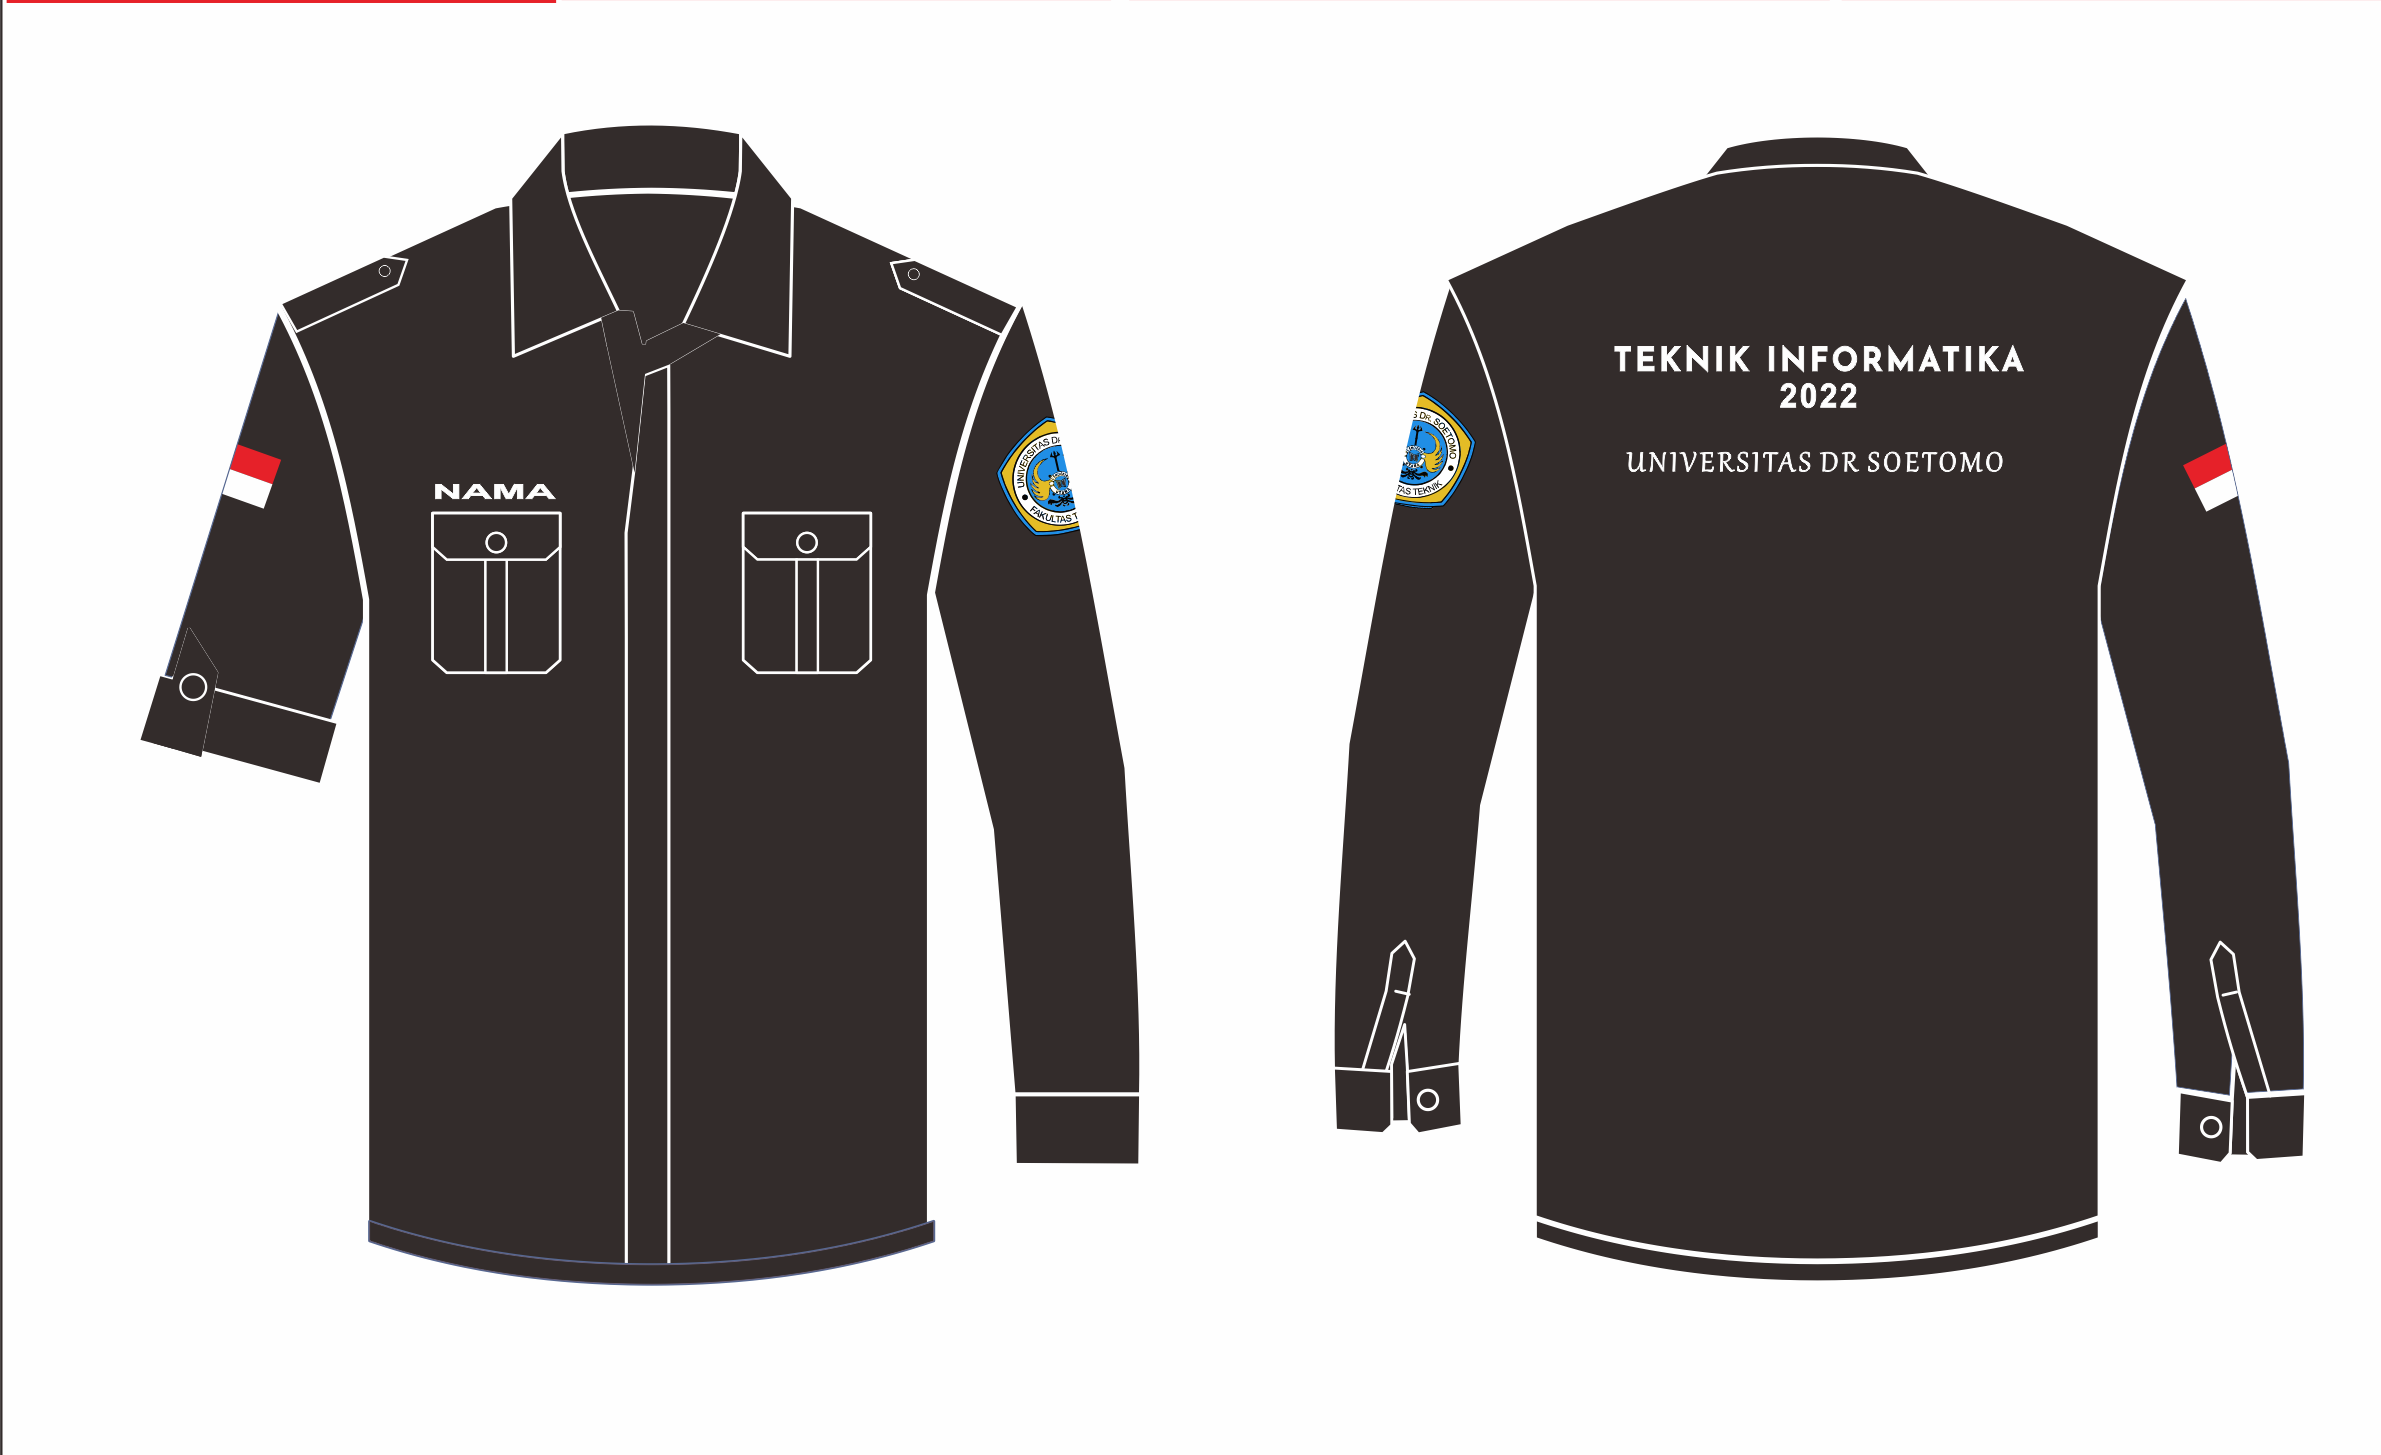 NAMA
UNIVERSITAS DR
FAKULTAS T
TEKNIK INFORMATIKA
2022
UNIVERSITAS DR SOETOMO
S DR. SOETOMO
TAS TEKNIK